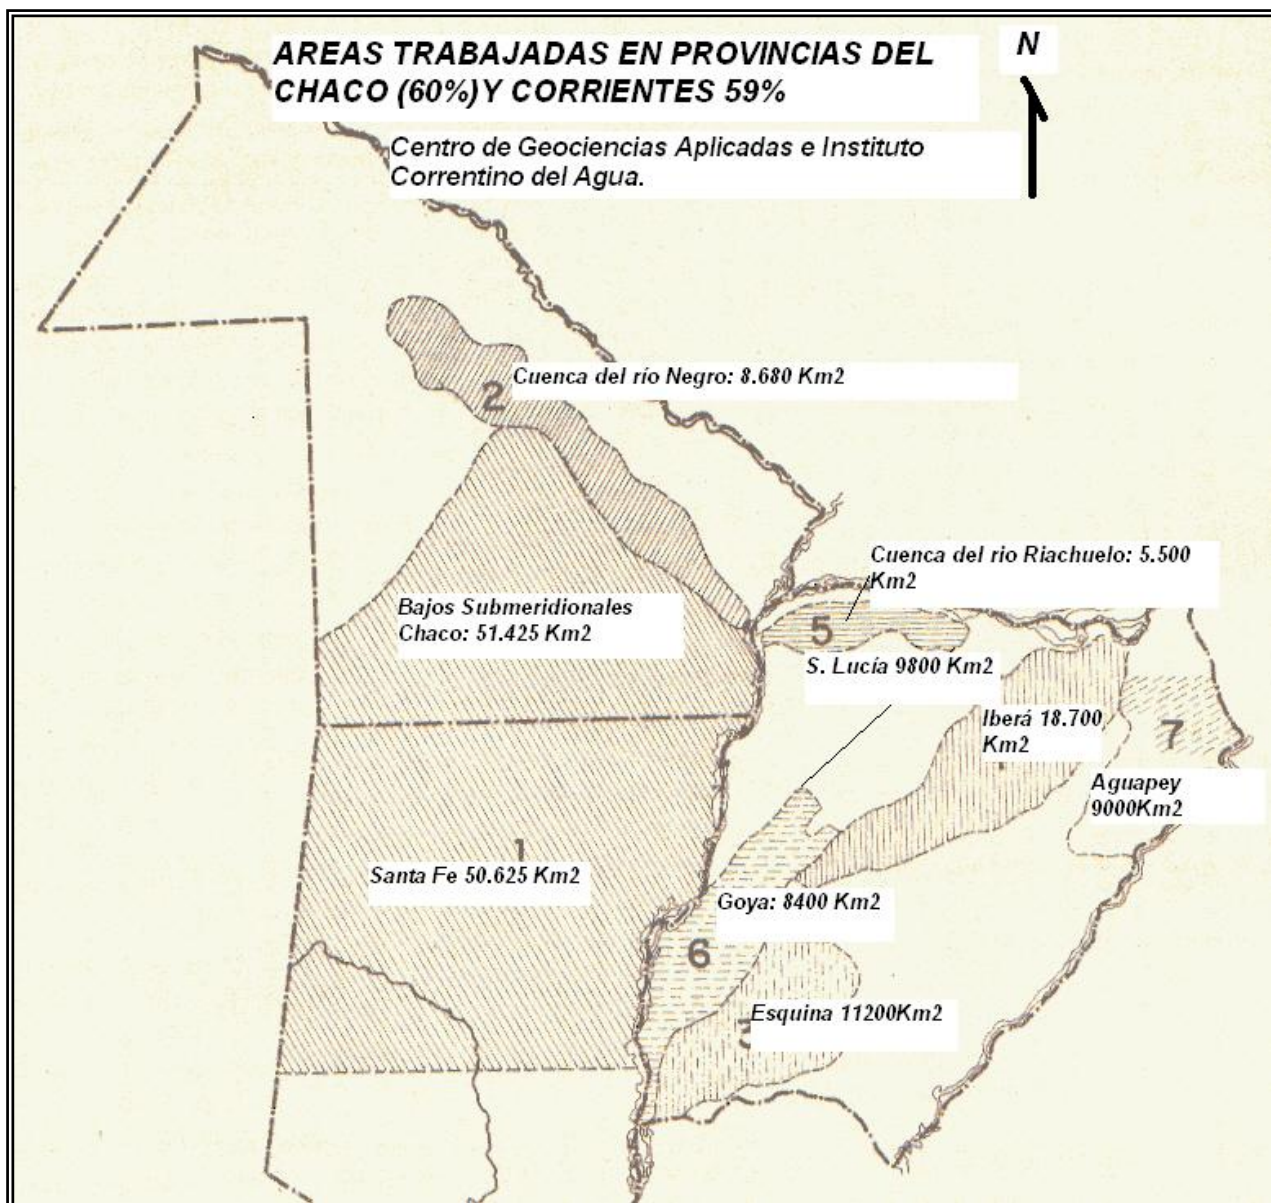 AREAS TRABAJADAS EN PROVINCIAS DEL
CHACO (60%)Y CORRIENTES 59%
N
Centro de Geociencias Aplicadas e Instituto
Correntino del Agua.
2
Cuenca del río Negro: 8.680 Km2
Cuenca del rio Riachuelo: 5.500
Km2
Bajos Submeridionales
Chaco: 51.425 Km2
5
S. Lucía 9800 Km2
Iberá 18.700
Km2
7
Aguapey
9000Km2
1
Santa Fe 50.625 Km2
Goya: 8400 Km2
6
Esquina 11200Km2